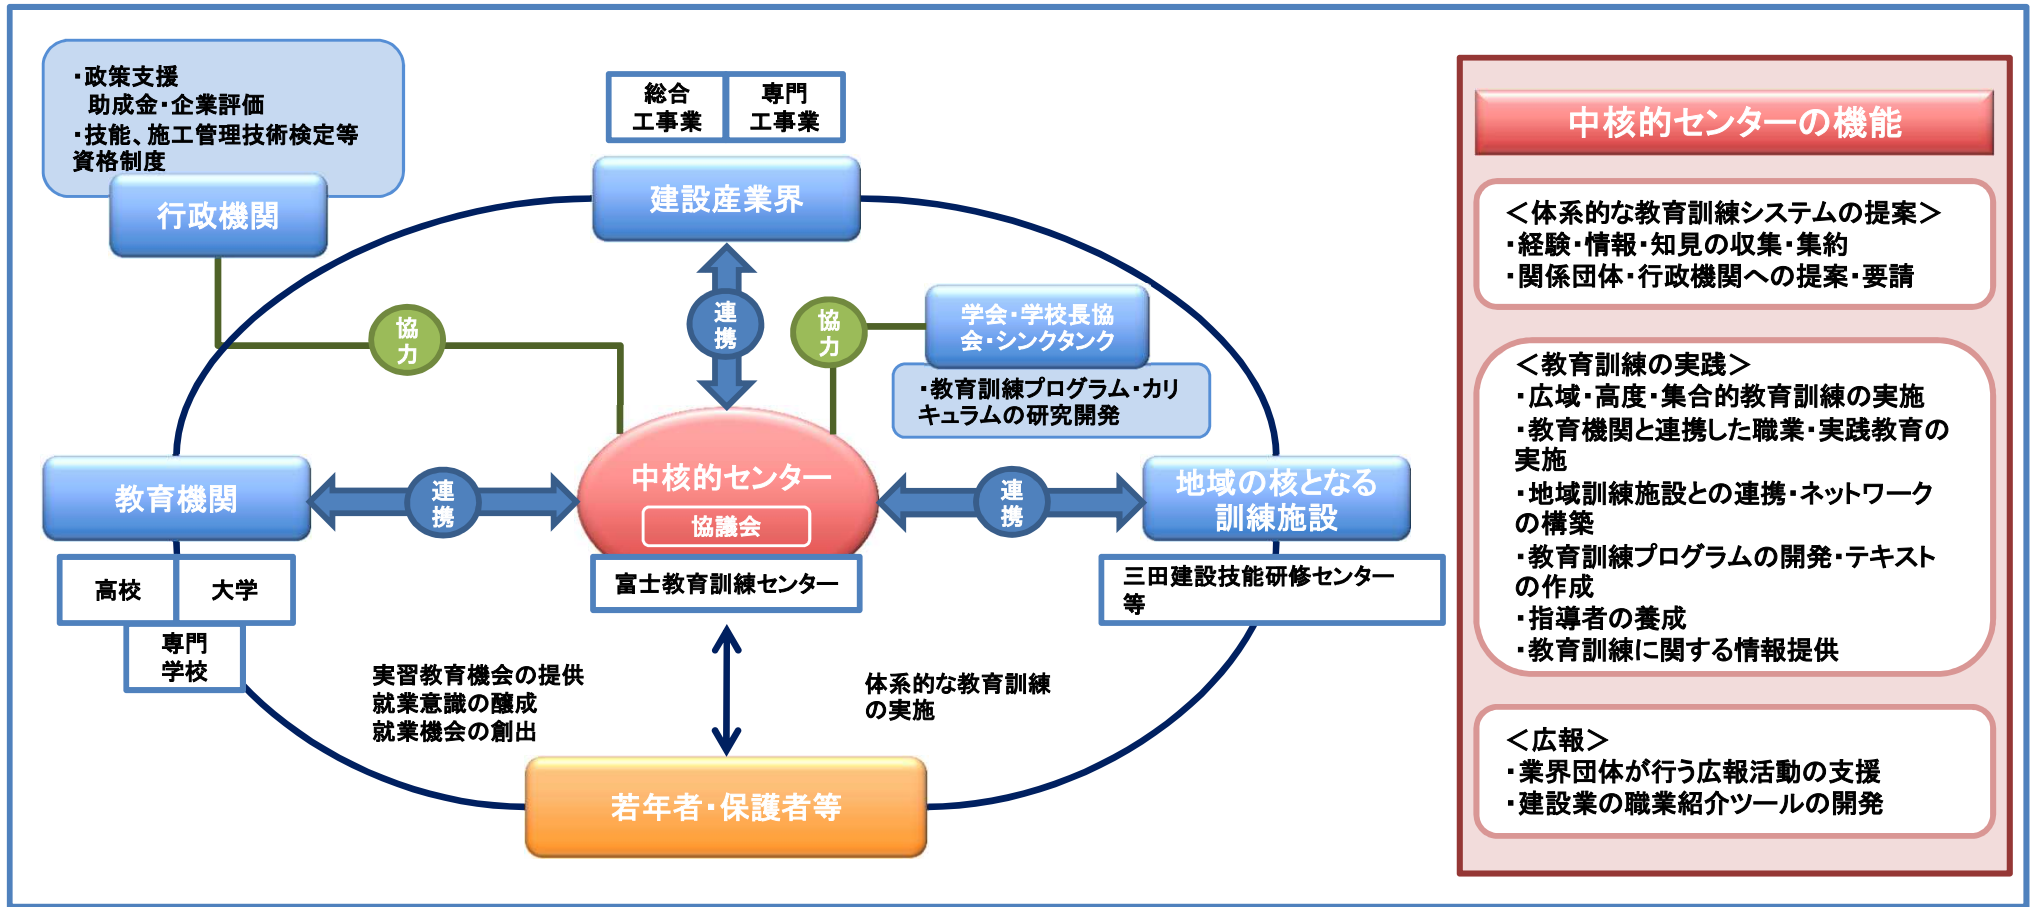 ・政策支援
助成金・企業評価
・技能、施工管理技術検定等
資格制度
行政機関
総合
工事業
専門
工事業
建設産業界
連
携
協
力
協
力
学会・学校長協
会・シンクタンク
・教育訓練プログラム・カリ
キュラムの研究開発
教育機関
連
携
中核的センター
協議会
連
携
地域の核となる
訓練施設
高校
大学
専門
学校
富士教育訓練センター
三田建設技能研修センター
等
実習教育機会の提供
就業意識の醸成
就業機会の創出
体系的な教育訓練
の実施
若年者・保護者等
中核的センターの機能
＜体系的な教育訓練システムの提案＞
・経験・情報・知見の収集・集約
・関係団体・行政機関への提案・要請
＜教育訓練の実践＞
・広域・高度・集合的教育訓練の実施
・教育機関と連携した職業・実践教育の
実施
・地域訓練施設との連携・ネットワーク
の構築
・教育訓練プログラムの開発・テキスト
の作成
・指導者の養成
・教育訓練に関する情報提供
＜広報＞
・業界団体が行う広報活動の支援
・建設業の職業紹介ツールの開発